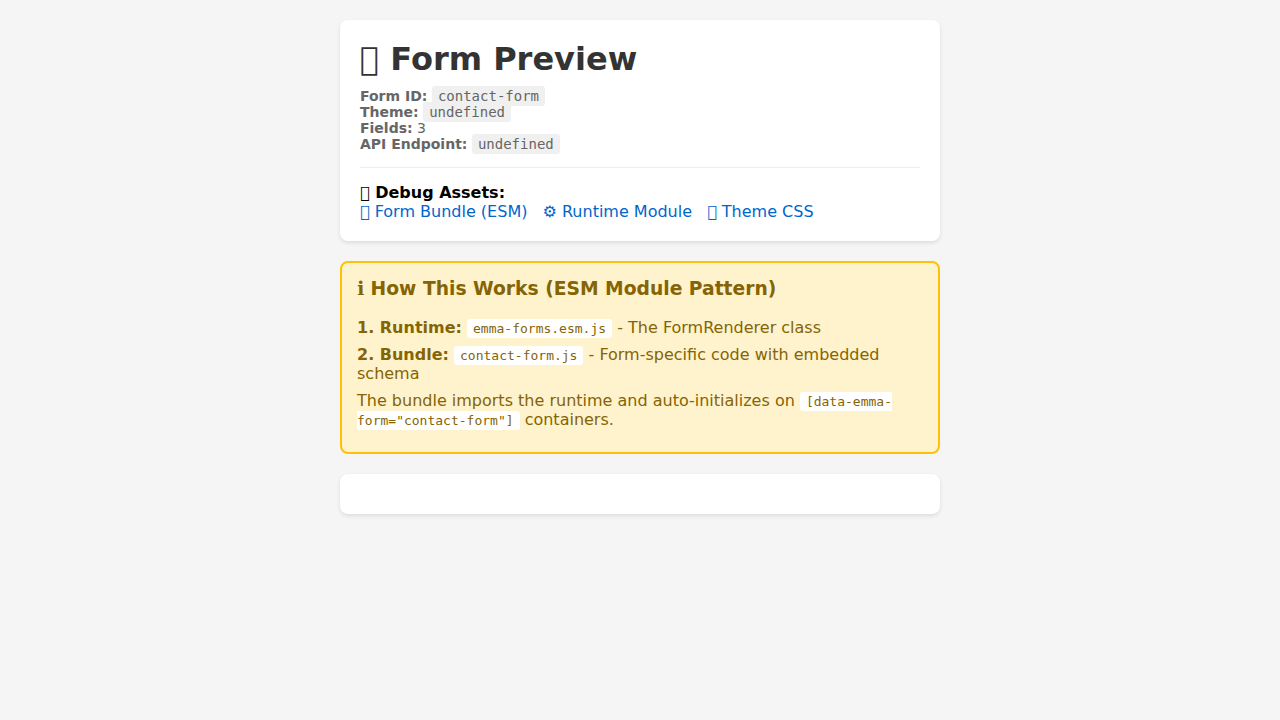 Form Preview
Form ID: contact-form
Theme: undefined
Fields: 3
API Endpoint: undefined
Debug Assets:
Form Bundle (ESM) ⚙ Runtime Module Theme CSS
ℹ How This Works (ESM Module Pattern)
1. Runtime: emma-forms.esm.js - The FormRenderer class
2. Bundle: contact-form.js - Form-specific code with embedded
schema
The bundle imports the runtime and auto-initializes on [data-emma-
form="contact-form"] containers.